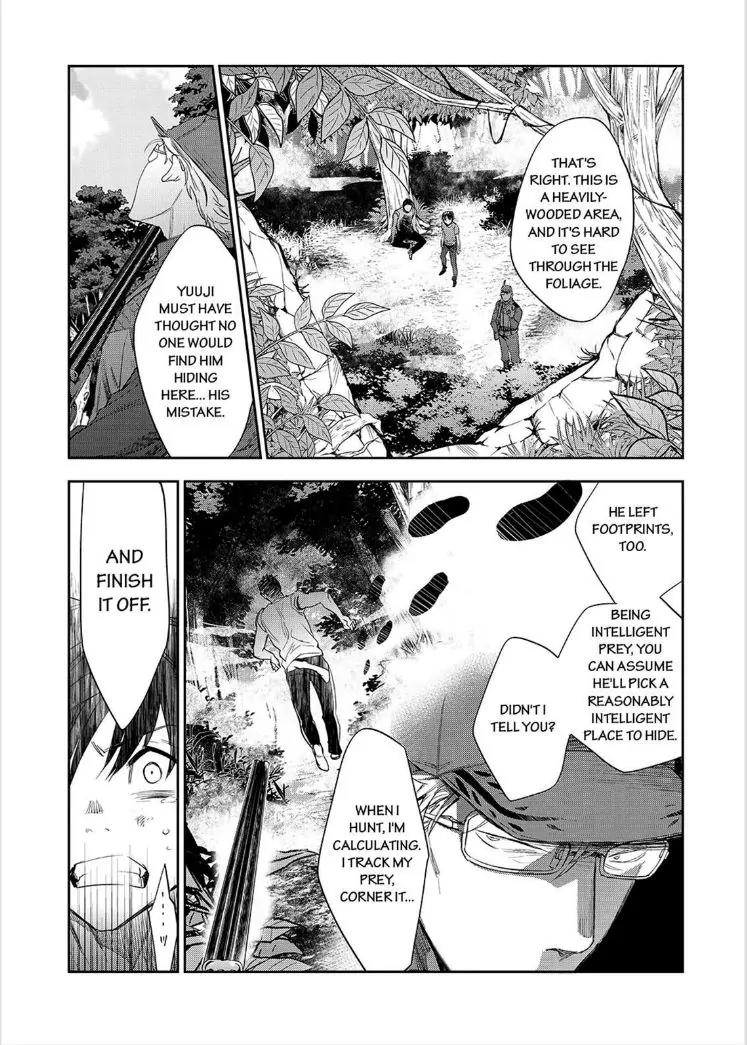 THAT'S
RIGHT. THIS IS
A HEAVILY-
WOODED AREA,
AND IT'S HARD
TO SEE
THROUGH THE
FOLIAGE.
YUUJI
MUST HAVE
THOUGHT NO
ONE WOULD
FIND HIM
HIDING
HERE... HIS
MISTAKE.
HE LEFT
FOOTPRINTS,
TOO.
BEING
INTELLIGENT
PREY, YOU
CAN ASSUME
HE'LL PICK A
REASONABLY
INTELLIGENT
PLACE TO HIDE.
DIDN'T I
TELL YOU?
WHEN I
HUNT, I'M
CALCULATING.
I TRACK MY
PREY,
CORNER IT...
AND
FINISH
IT OFF.
....ッ